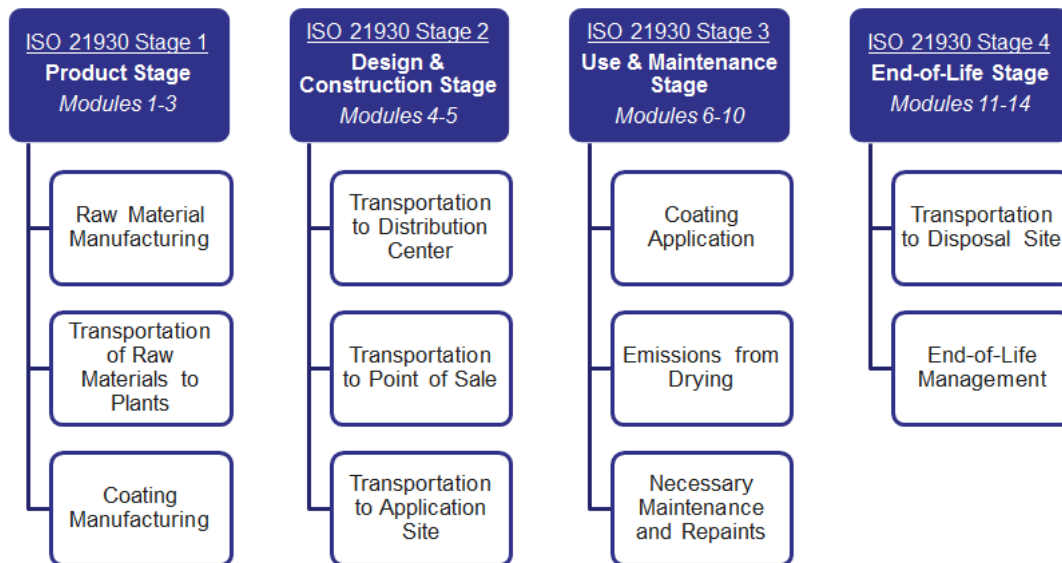 ISO 21930 Stage 1
Product Stage
Modules 1-3
Raw Material
Manufacturing
Transportation
of Raw
Materials to
Plants
Coating
Manufacturing
ISO 21930 Stage 2
Design &
Construction Stage
Modules 4-5
Transportation
to Distribution
Center
Transportation
to Point of Sale
Transportation
to Application
Site
ISO 21930 Stage 3
Use & Maintenance
Stage
Modules 6-10
Coating
Application
Emissions from
Drying
Necessary
Maintenance
and Repaints
ISO 21930 Stage 4
End-of-Life Stage
Modules 11-14
Transportation
to Disposal Site
End-of-Life
Management